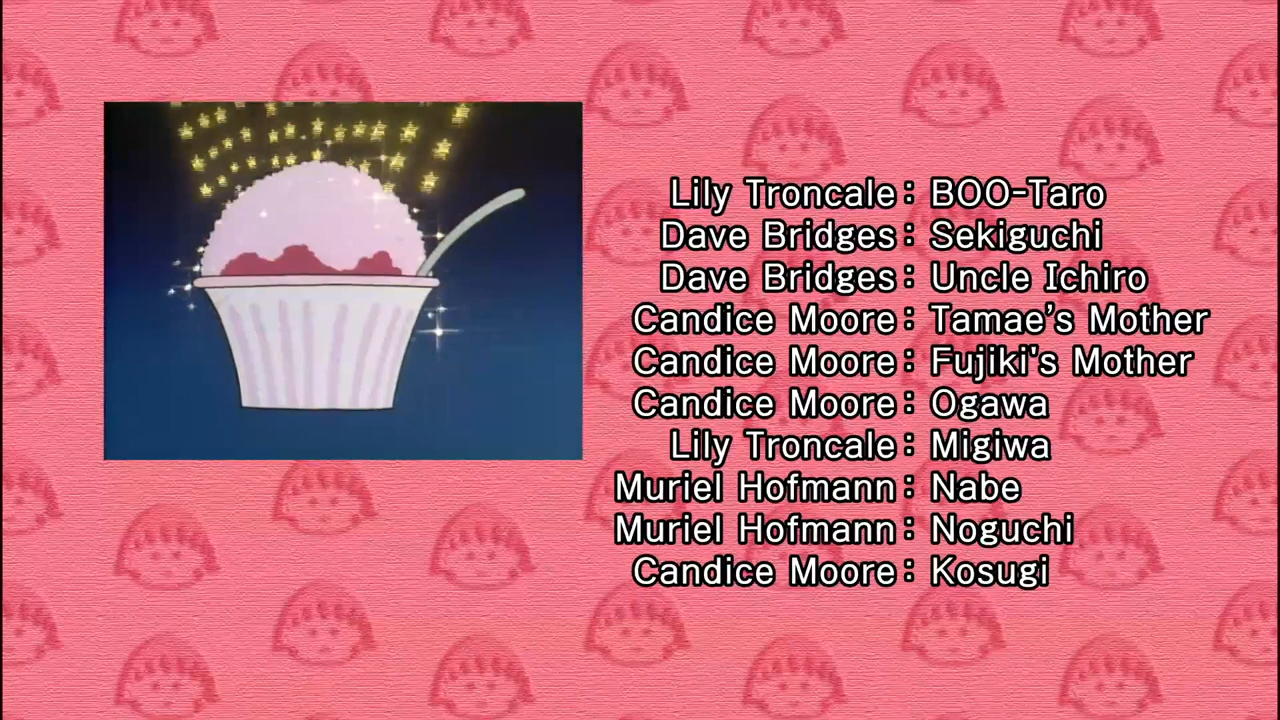 Lily Troncale: BOO-Taro
Dave Bridges: Sekiguchi
Dave Bridges: Uncle Ichiro
Candice Moore: Tamae’s Mother
Candice Moore: Fujiki's Mother
Candice Moore: Ogawa
Lily Troncale: Migiwa
Muriel Hofmann: Nabe
Muriel Hofmann: Noguchi
Candice Moore: Kosugi